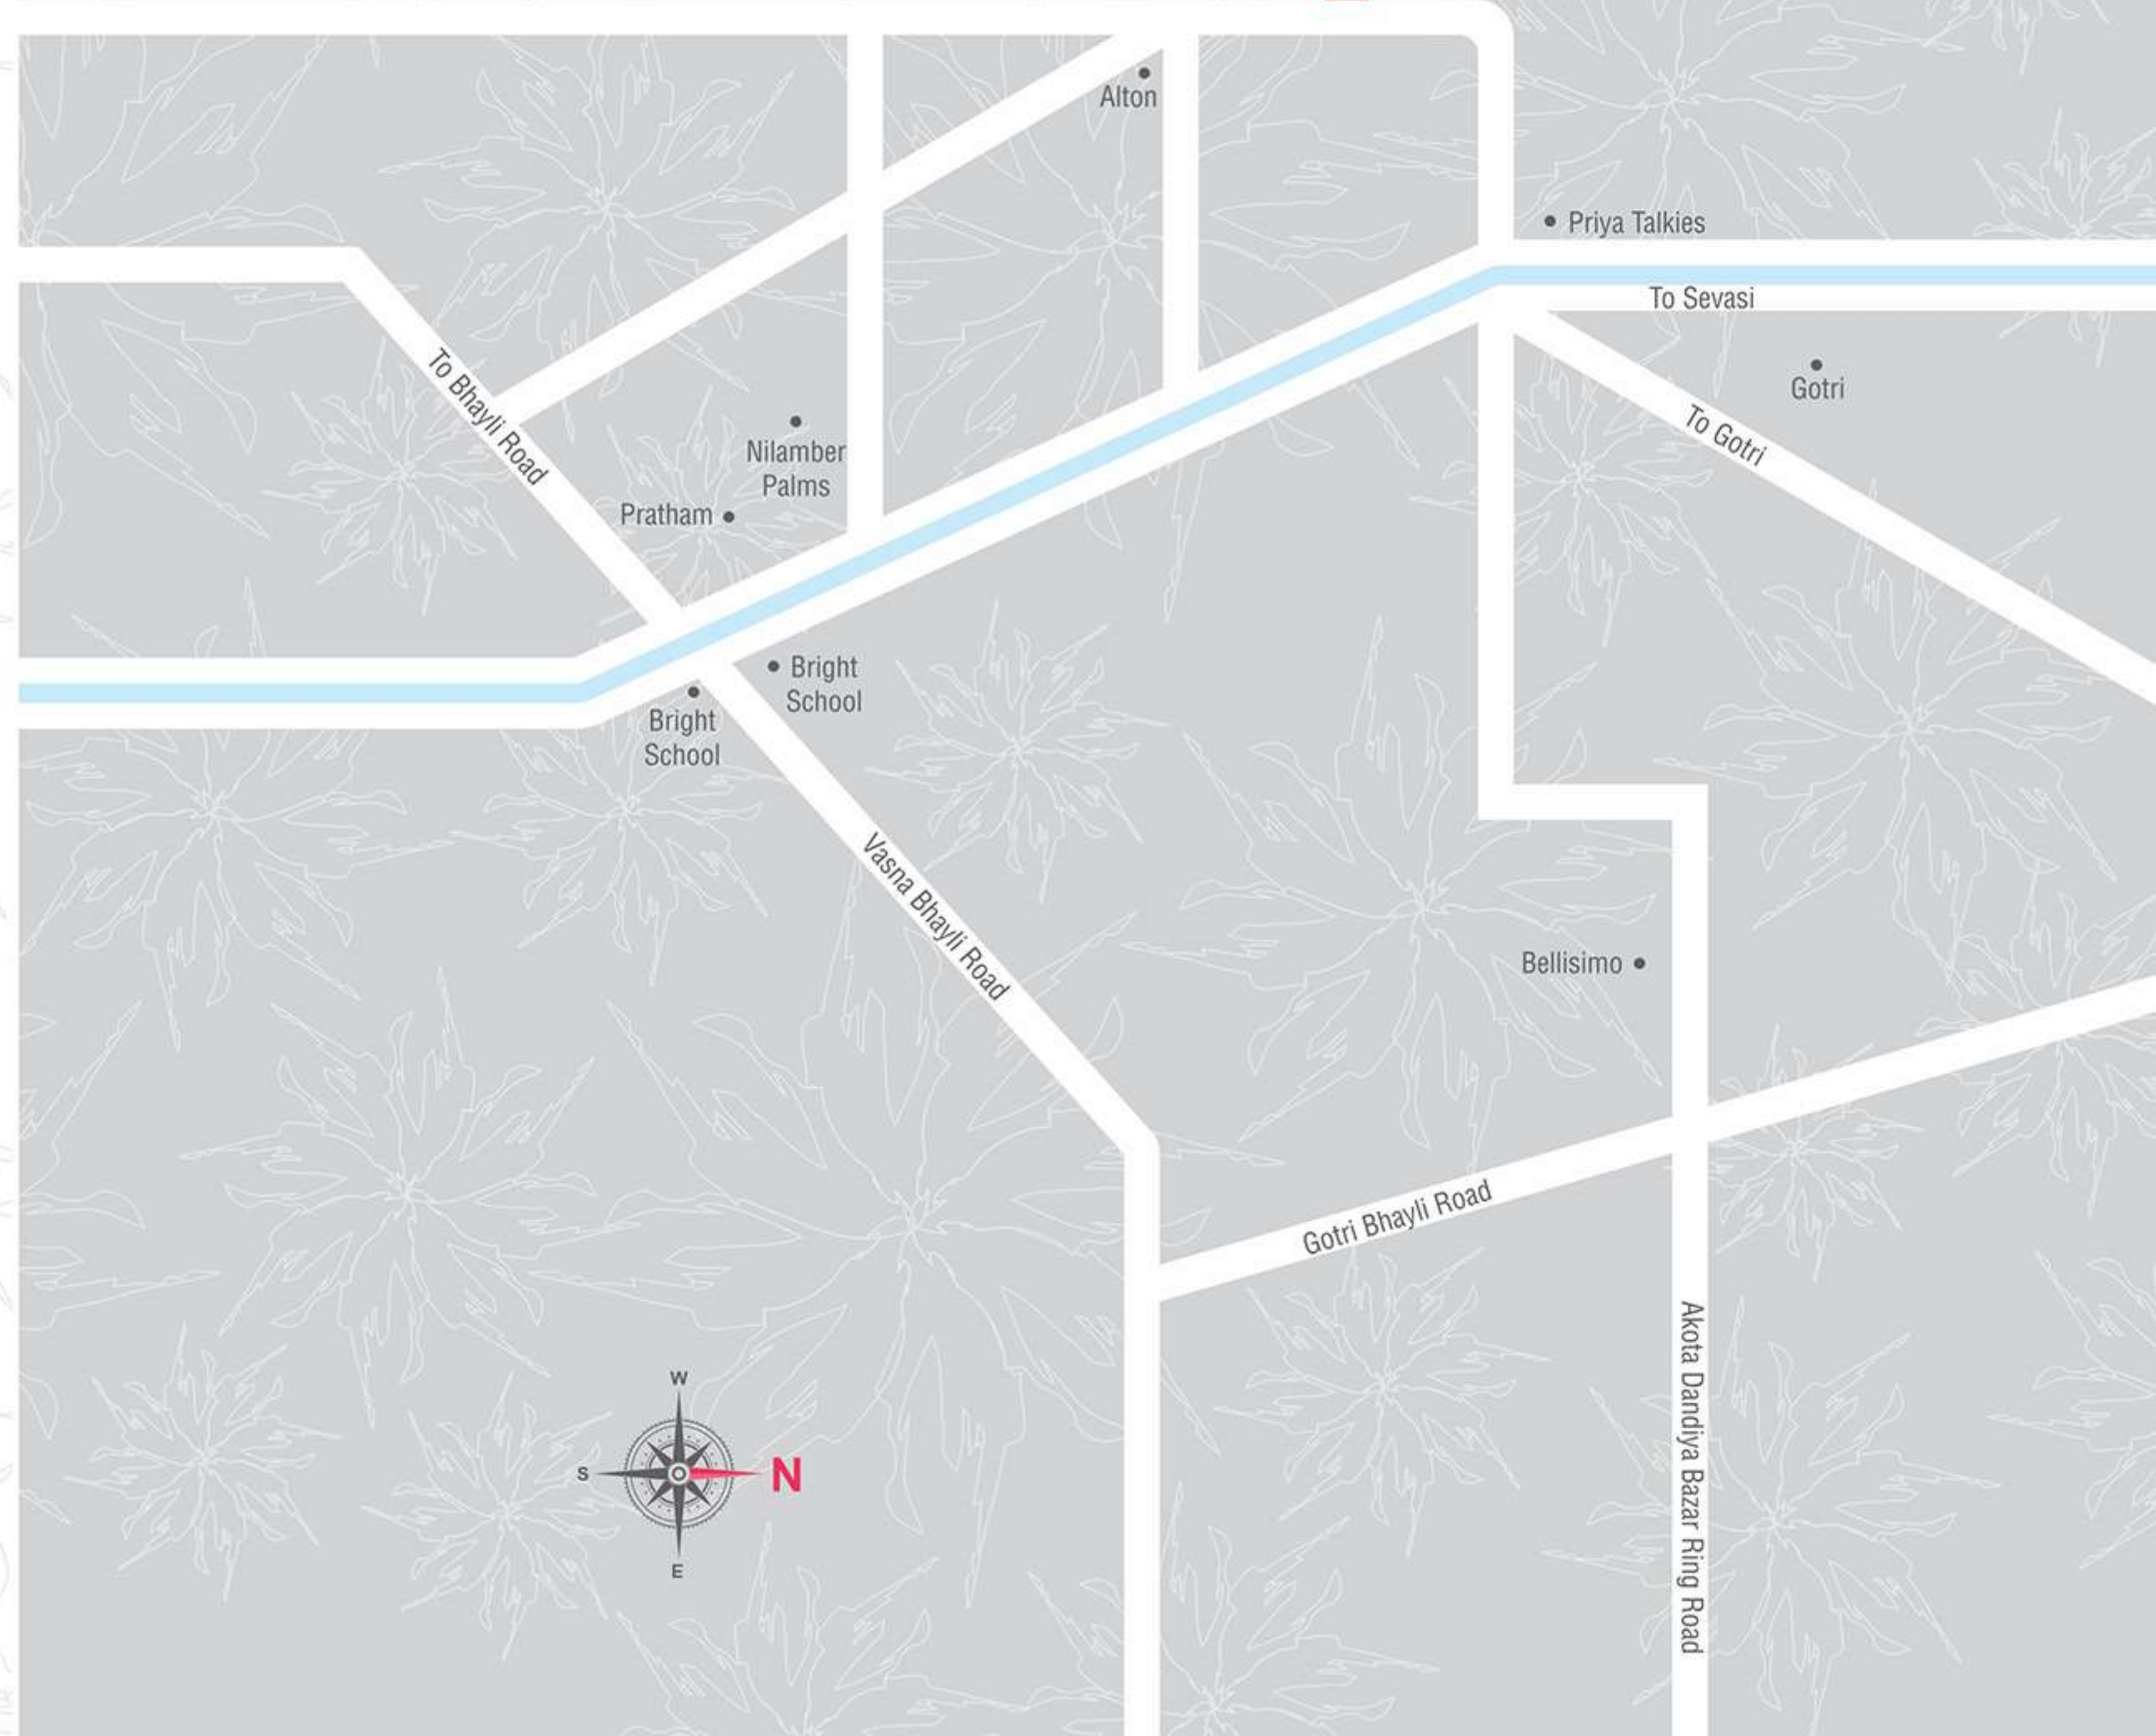 Alton
Priya Talkies
To Sevasi
To Bhayli Road
Gotri
To Gotri
Nilamber
Palms
Pratham
Bright
School
Bright
School
Vasna Bhayli Road
Bellisimo
Gotri Bhayli Road
Akota Dandiya Bazar Ring Road
W
S
N
E